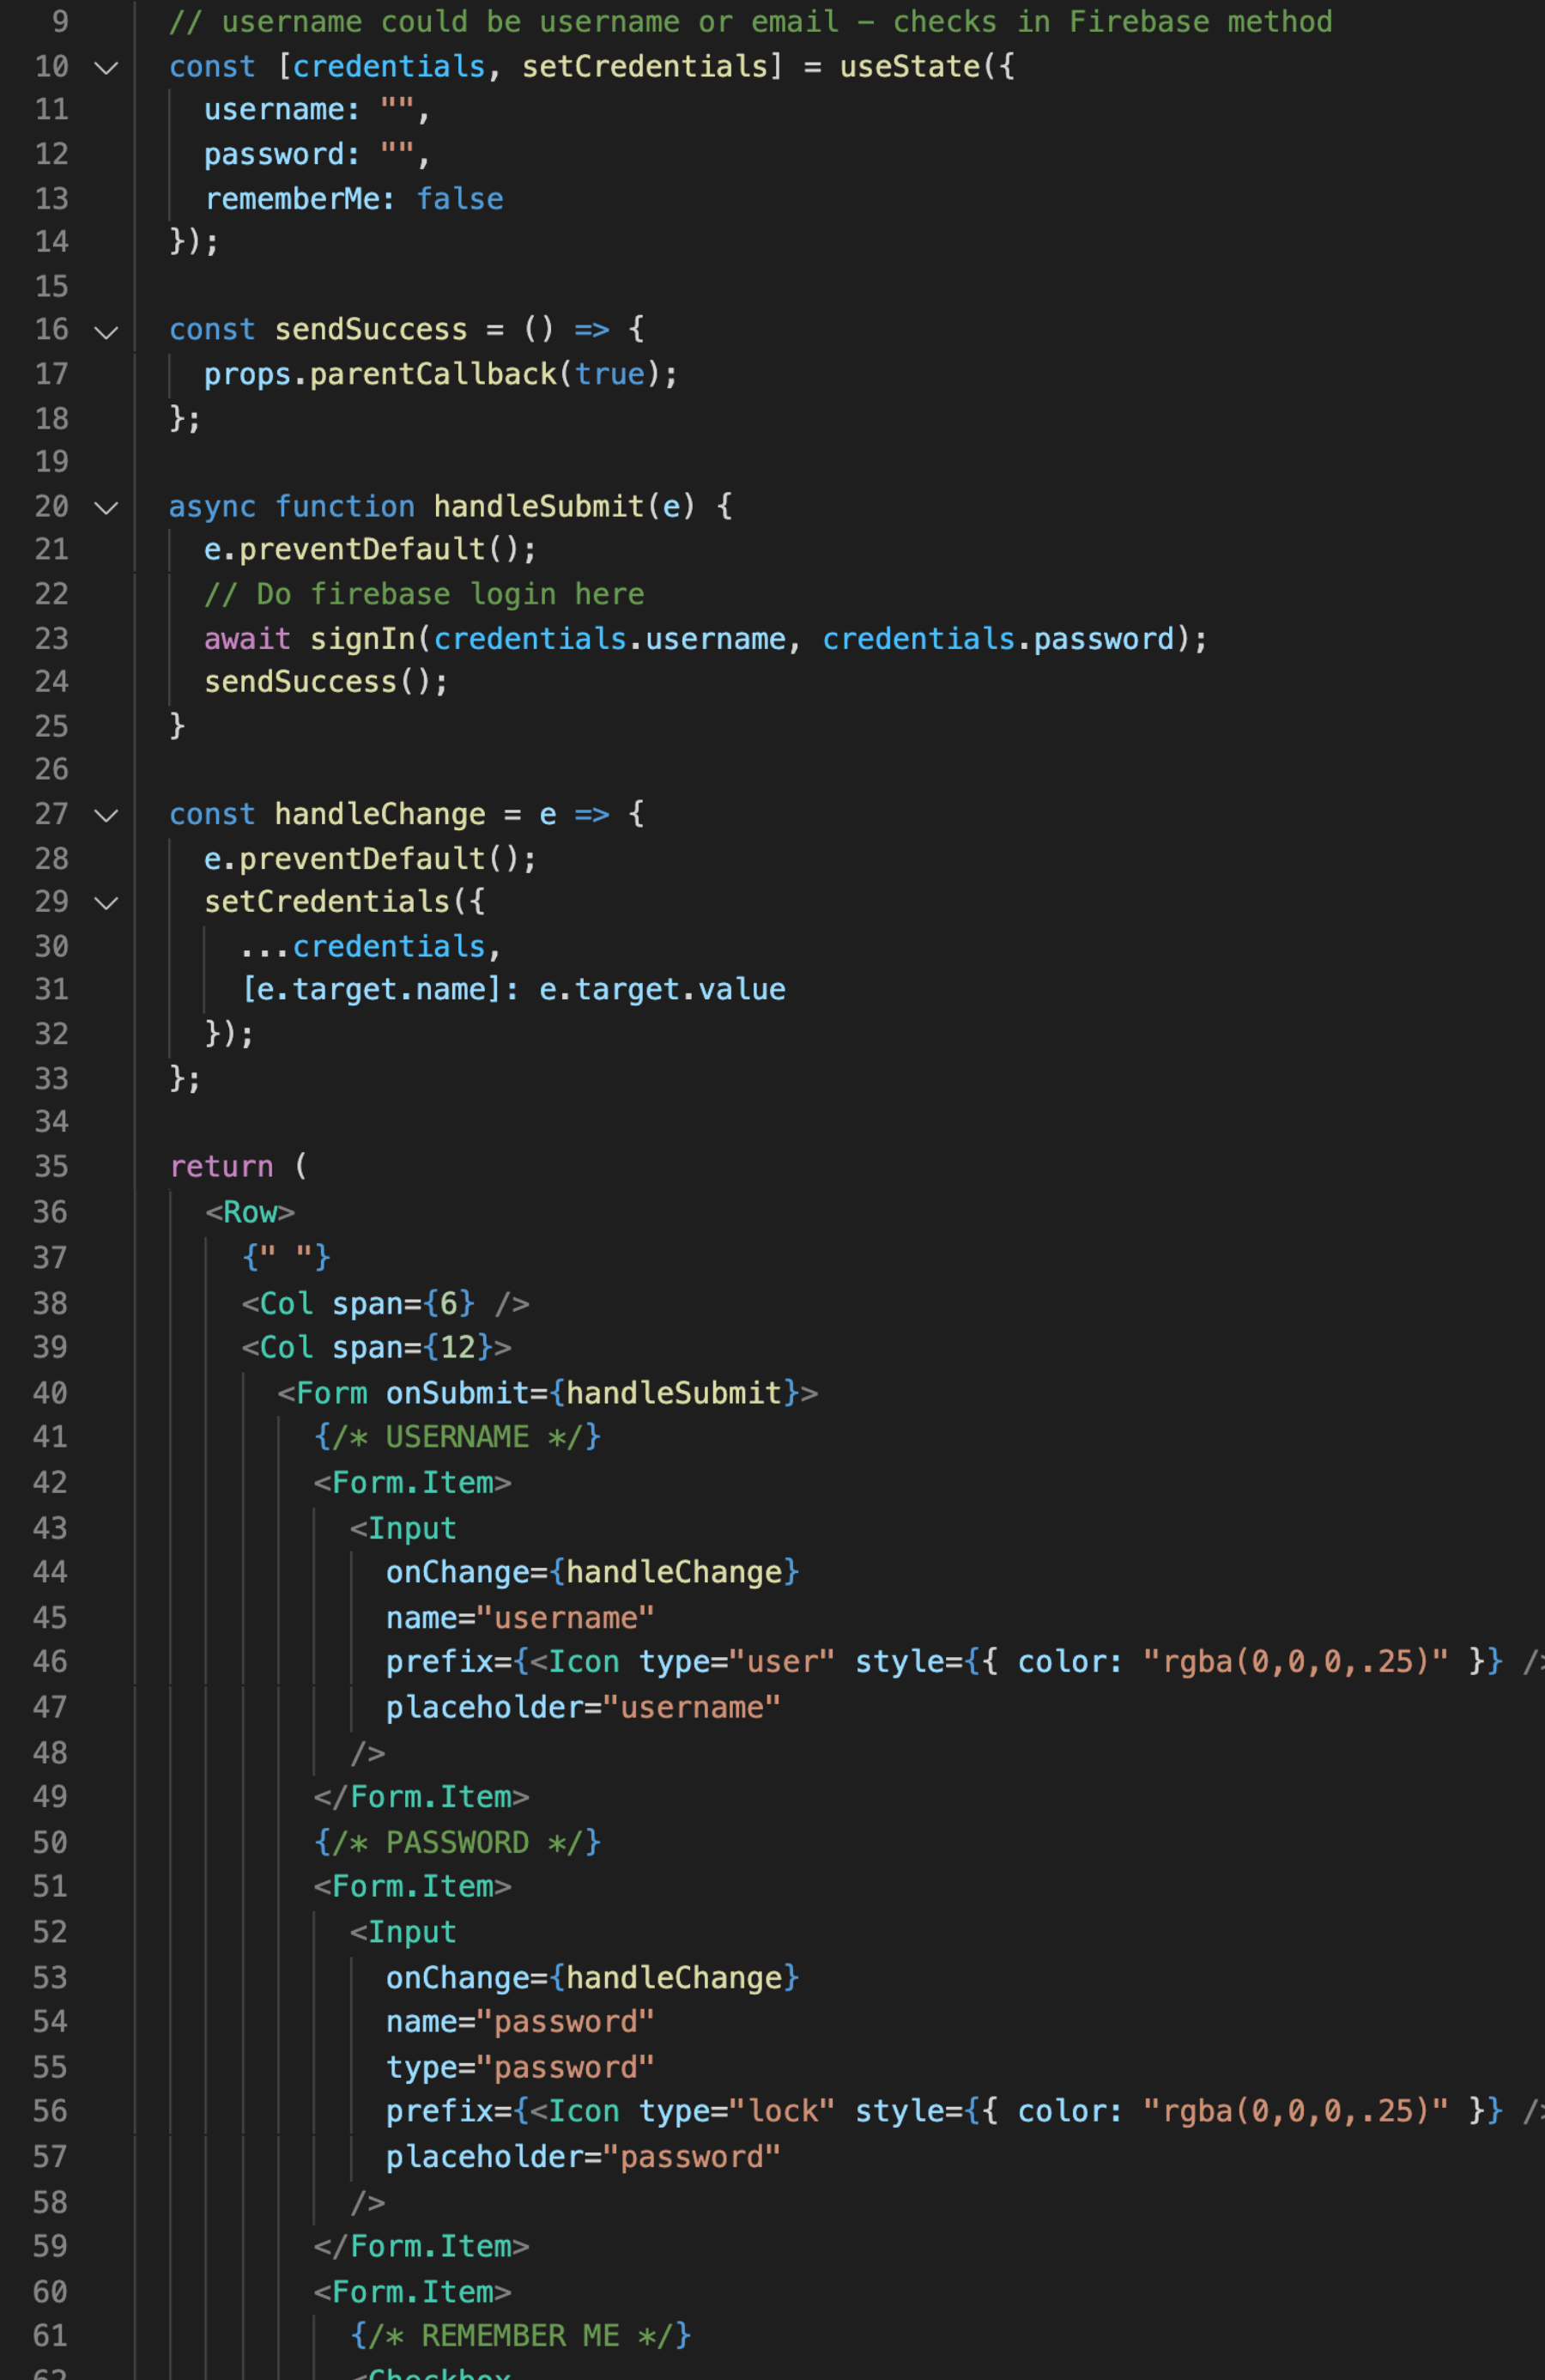 9 // username could be username or email – checks in Firebase method
10 const [credentials, setCredentials] = useState({
11 username: "",
12 password: "",
13 rememberMe: false
14 });
15
16 const sendSuccess = () => {
17 props.parentCallback(true);
18 };
19
20 async function handleSubmit(e) {
21 e.preventDefault();
22 // Do firebase login here
23 await signIn(credentials.username, credentials.password);
24 sendSuccess();
25 }
26
27 const handleChange = e => {
28 e.preventDefault();
29 setCredentials({
30 ...credentials,
31 [e.target.name]: e.target.value
32 });
33 };
34
35 return (
36 <Row>
37 {" "}
38 <Col span={6} />
39 <Col span={12}>
40 <Form onSubmit={handleSubmit}>
41 {/* USERNAME */}
42 <Form.Item>
43 <Input
44 onChange={handleChange}
45 name="username"
46 prefix={<Icon type="user" style={{ color: "rgba(0,0,0,.25)" }} />
47 placeholder="username"
48 />
49 </Form.Item>
50 {/* PASSWORD */}
51 <Form.Item>
52 <Input
53 onChange={handleChange}
54 name="password"
55 type="password"
56 prefix={<Icon type="lock" style={{ color: "rgba(0,0,0,.25)" }} />
57 placeholder="password"
58 />
59 </Form.Item>
60 <Form.Item>
61 {/* REMEMBER ME */}
62 <Checkbox